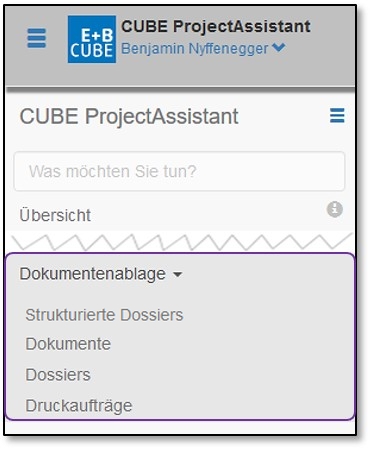 E+B
CUBE
CUBE ProjectAssistant
Benjamin Nyffenegger
CUBE ProjectAssistant
Was möchten Sie tun?
Übersicht
Dokumentenablage
Strukturierte Dossiers
Dokumente
Dossiers
Druckaufträge